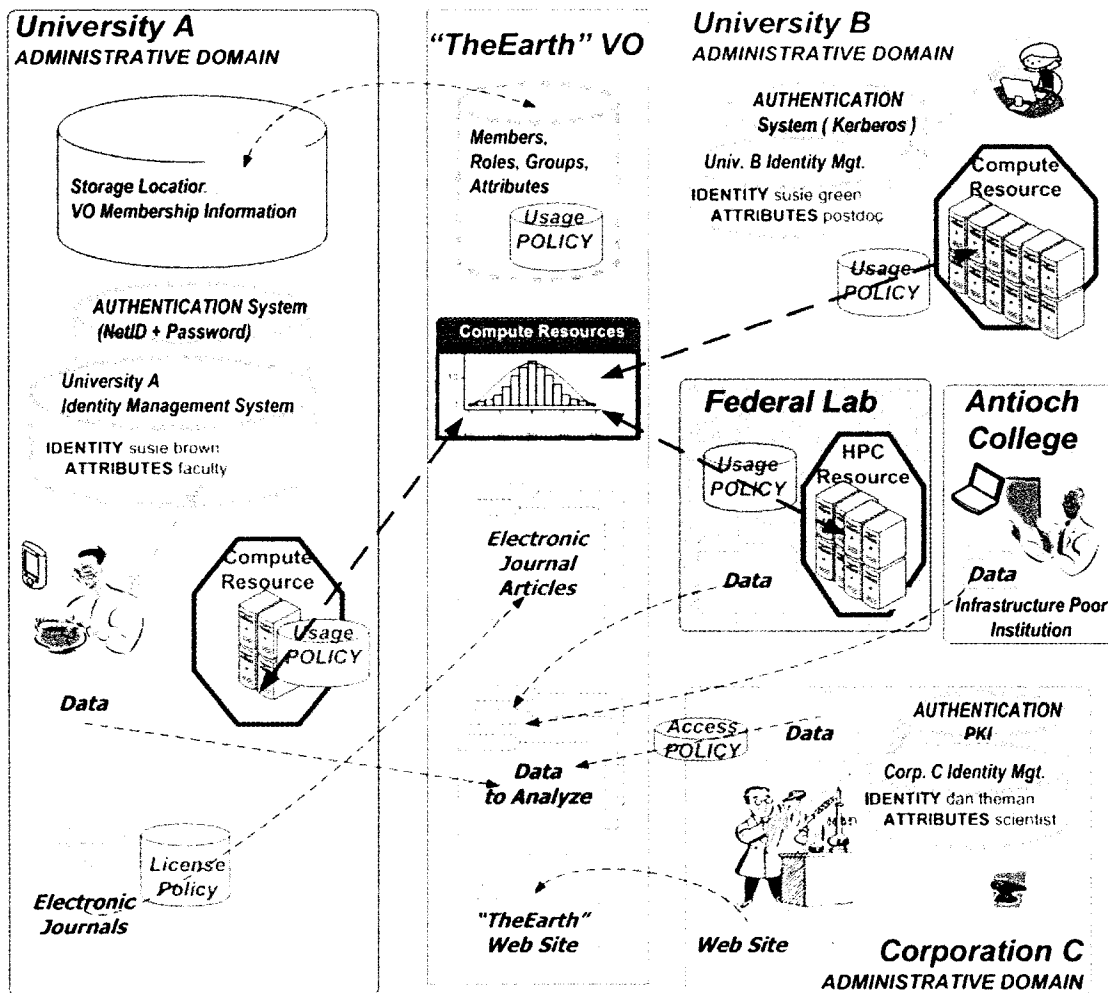 University A
ADMINISTRATIVE DOMAIN
Storage Location
VO Membership Information
AUTHENTICATION System
(NetID + Password)
University A
Identity Management System
IDENTITY susie brown
ATTRIBUTES faculty
Compute
Resource
Usage
POLICY
Data
License
Policy
Electronic
Journals
"TheEarth" VO
Members,
Roles, Groups,
Attributes
Usage
POLICY
Compute Resources
Electronic
Journal
Articles
Data
to Analyze
"TheEarth"
Web Site
University B
ADMINISTRATIVE DOMAIN
AUTHENTICATION
System ( Kerberos )
Univ. B Identity Mgt.
IDENTITY susie green
ATTRIBUTES postdoc
Compute
Resource
Usage
POLICY
Federal Lab
Usage
POLICY
HPC
Resource
Data
Antioch
College
Data
Infrastructure Poor
Institution
Access
POLICY
Data
AUTHENTICATION
PKI
Corp. C Identity Mgt.
IDENTITY dan theman
ATTRIBUTES scientist
Web Site
Corporation C
ADMINISTRATIVE DOMAIN